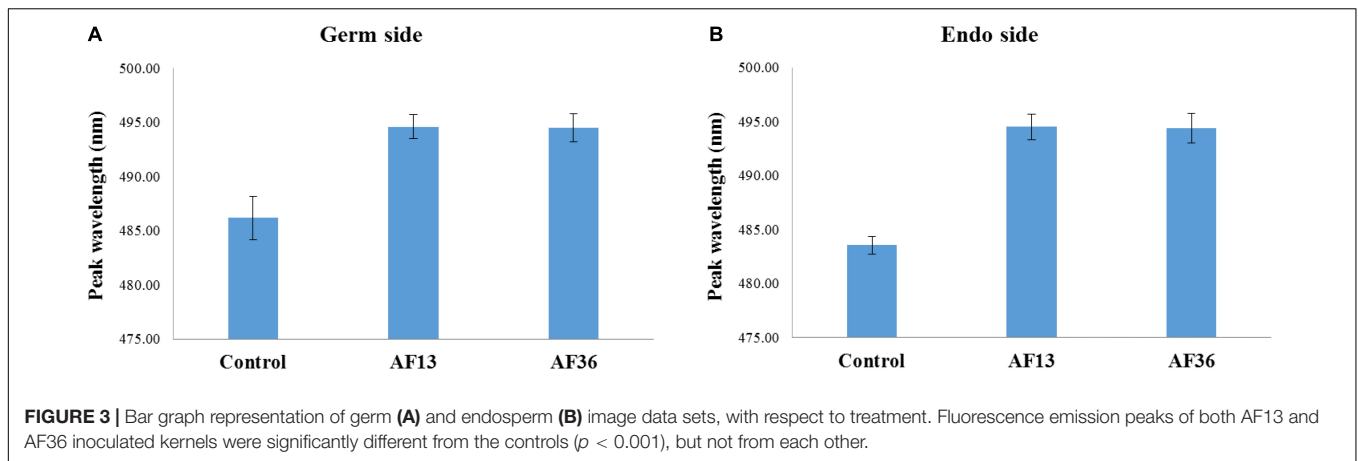 A
Germ side
500.00
495.00
490.00
485.00
480.00
475.00
Peak wavelength (nm)
Control AF13 AF36
B
Endo side
500.00
495.00
490.00
485.00
480.00
475.00
Peak wavelength (nm)
Control AF13 AF36
FIGURE 3 | Bar graph representation of germ (A) and endosperm (B) image data sets, with respect to treatment. Fluorescence emission peaks of both AF13 and
AF36 inoculated kernels were significantly different from the controls (p < 0.001), but not from each other.